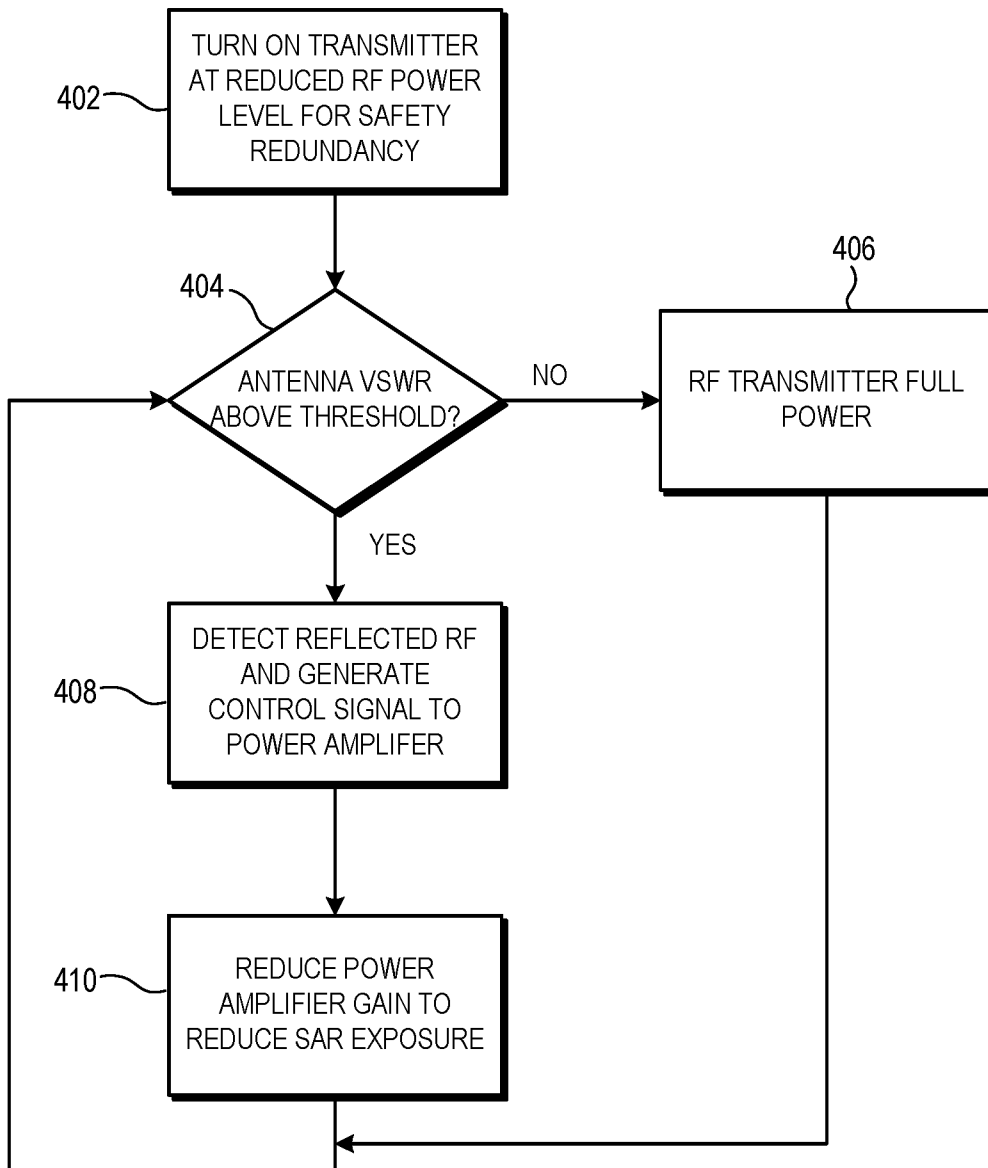 TURN ON TRANSMITTER
AT REDUCED RF POWER
LEVEL FOR SAFETY
REDUNDANCY
402
404
ANTENNA VSWR
ABOVE THRESHOLD?
NO
406
RF TRANSMITTER FULL
POWER
YES
408
DETECT REFLECTED RF
AND GENERATE
CONTROL SIGNAL TO
POWER AMPLIFER
410
REDUCE POWER
AMPLIFIER GAIN TO
REDUCE SAR EXPOSURE